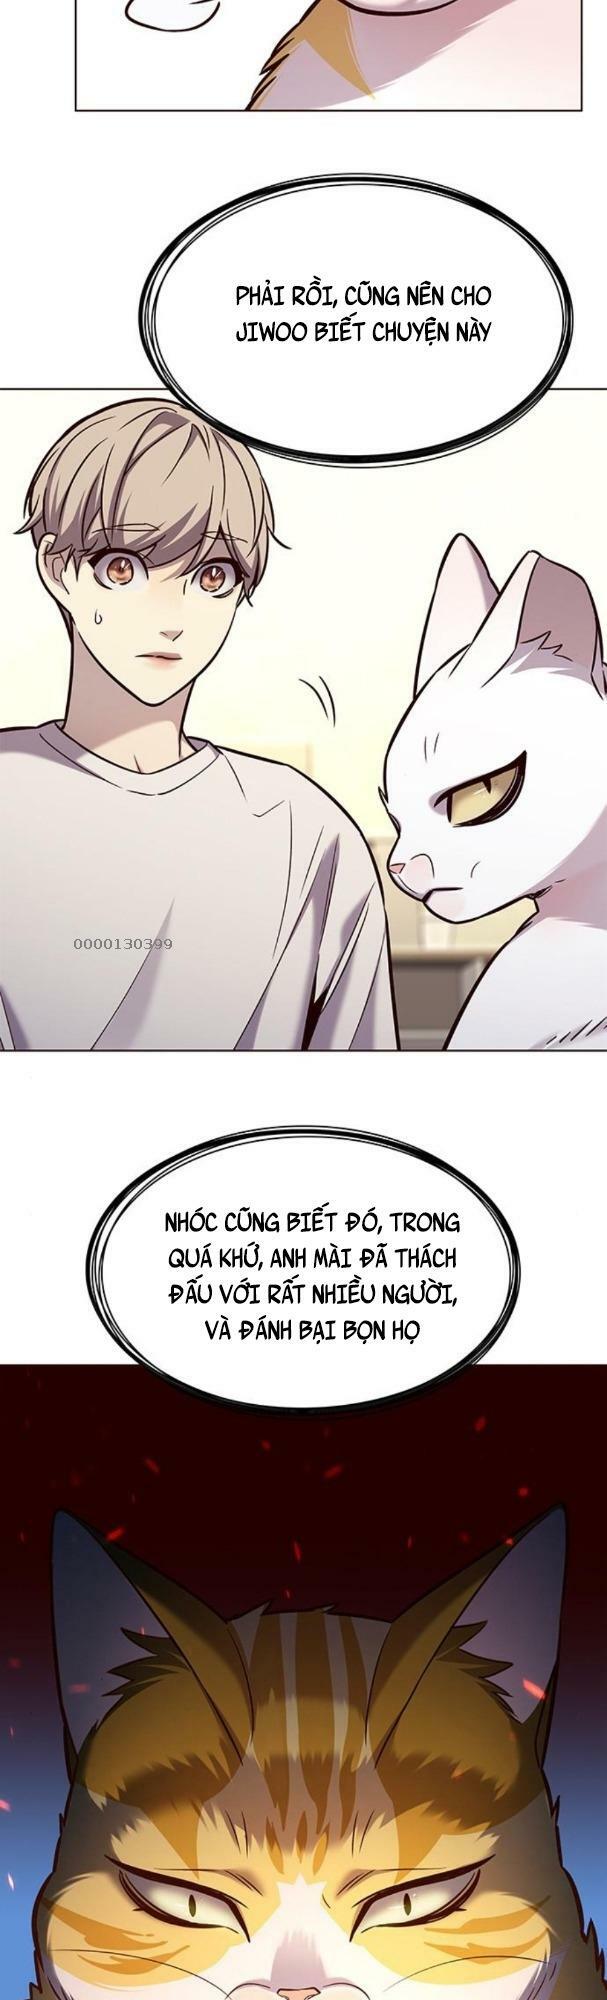 PHẢI RỒI, CŨNG NÊN CHO
JIWOO BIẾT CHUYỆN NÀY
0000130399
NHÓC CŨNG BIẾT ĐÓ, TRONG
QUÁ KHỨ, ANH MÀI ĐÃ THÁCH
ĐẤU VỚI RẤT NHIỀU NGƯỜI,
VÀ ĐÁNH BẠI BỌN HỌ